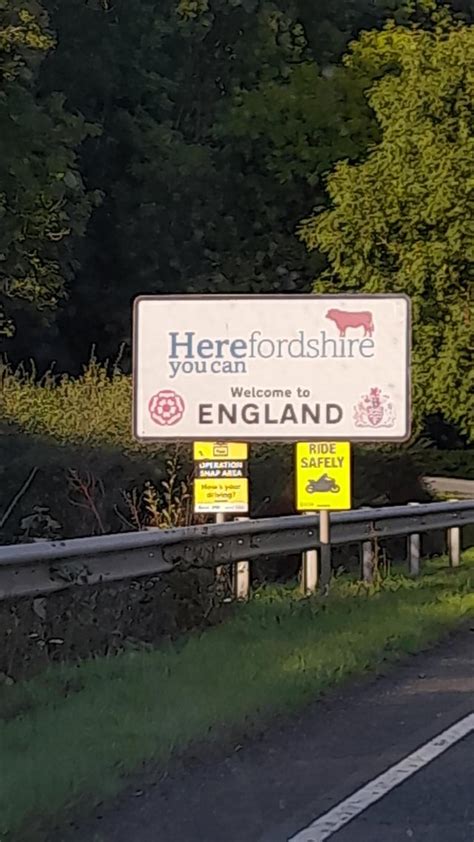 Herefordshire
you can
Welcome to
ENGLAND
OPERATION
SNAP AREA
How's your
driving?
RIDE
SAFELY